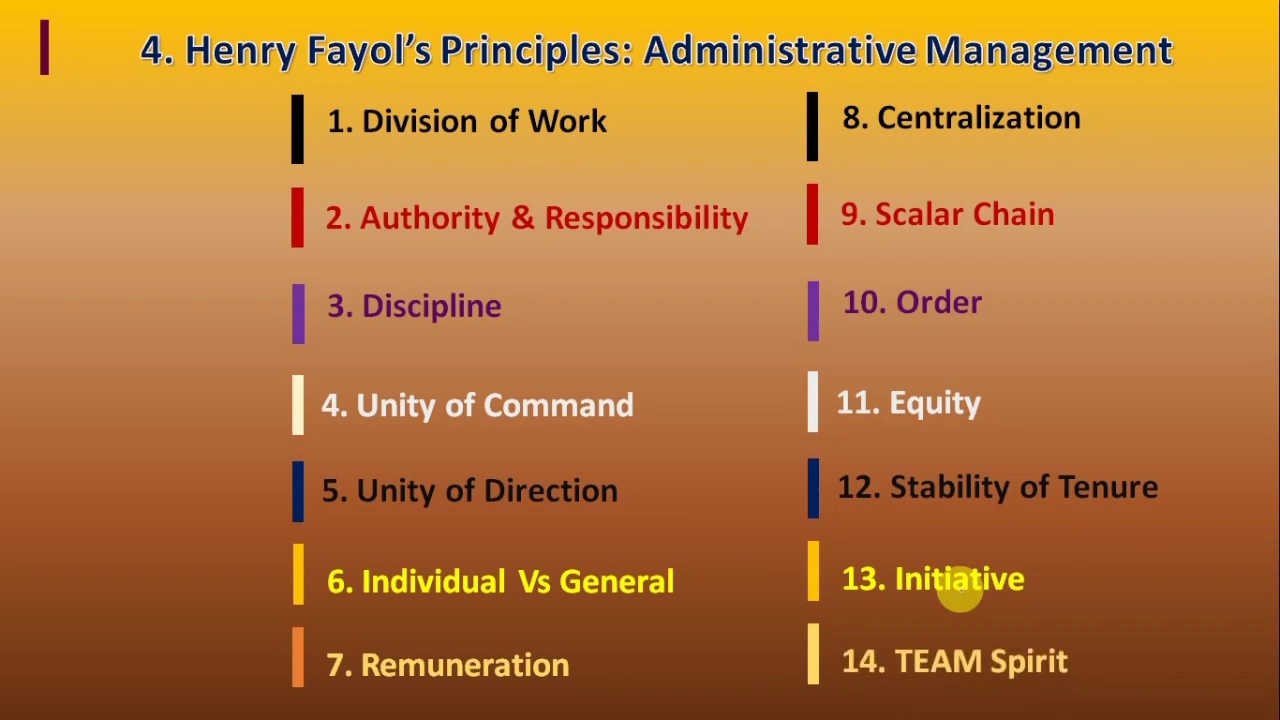 4. Henry Fayol’s Principles: Administrative Management
1. Division of Work
2. Authority & Responsibility
3. Discipline
4. Unity of Command
5. Unity of Direction
6. Individual Vs General
7. Remuneration
8. Centralization
9. Scalar Chain
10. Order
11. Equity
12. Stability of Tenure
13. Initiative
14. TEAM Spirit